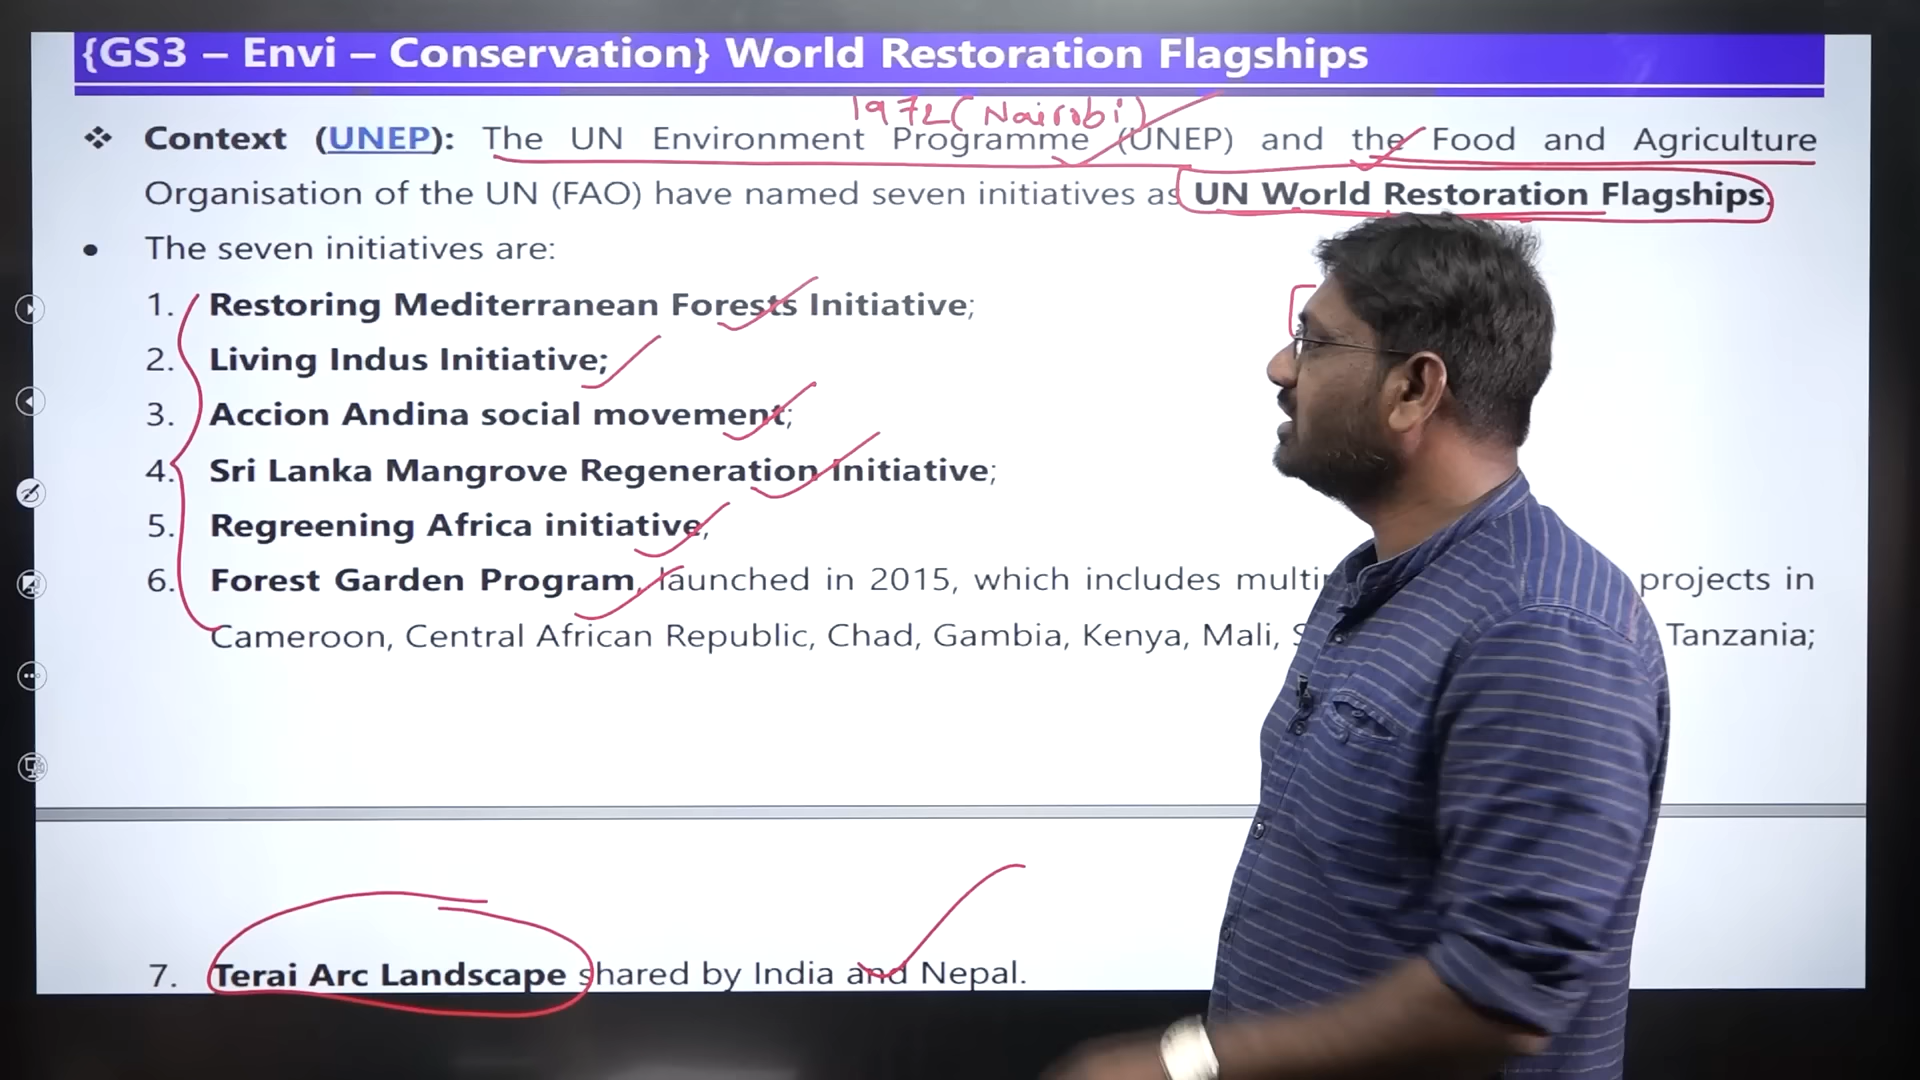 {GS3 – Envi – Conservation} World Restoration Flagships
1972 (Nairobi)
❖ Context (UNEP): The UN Environment Programme (UNEP) and the Food and Agriculture
Organisation of the UN (FAO) have named seven initiatives as UN World Restoration Flagships.
• The seven initiatives are:
1. Restoring Mediterranean Forests Initiative;
2. Living Indus Initiative;
3. Accion Andina social movement;
4. Sri Lanka Mangrove Regeneration Initiative;
5. Regreening Africa initiative;
6. Forest Garden Program, launched in 2015, which includes projects in
Cameroon, Central African Republic, Chad, Gambia, Kenya, Mali, Tanzania;
7. Terai Arc Landscape shared by India and Nepal.